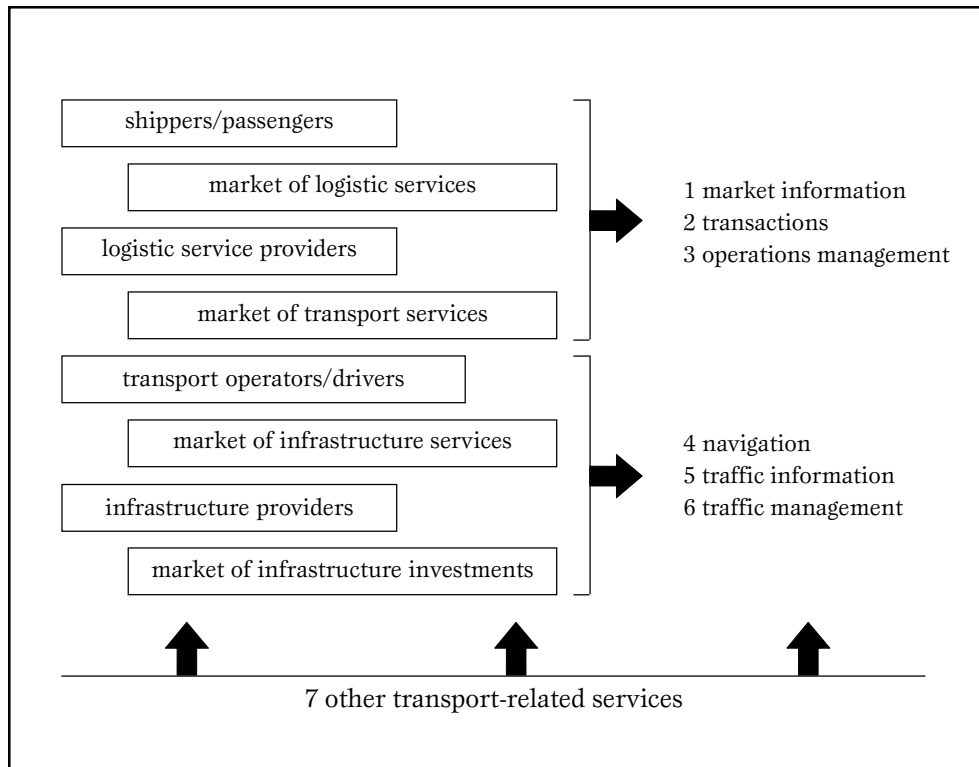 shippers/passengers
market of logistic services
logistic service providers
market of transport services
transport operators/drivers
market of infrastructure services
infrastructure providers
market of infrastructure investments
1 market information
2 transactions
3 operations management
4 navigation
5 traffic information
6 traffic management
7 other transport-related services